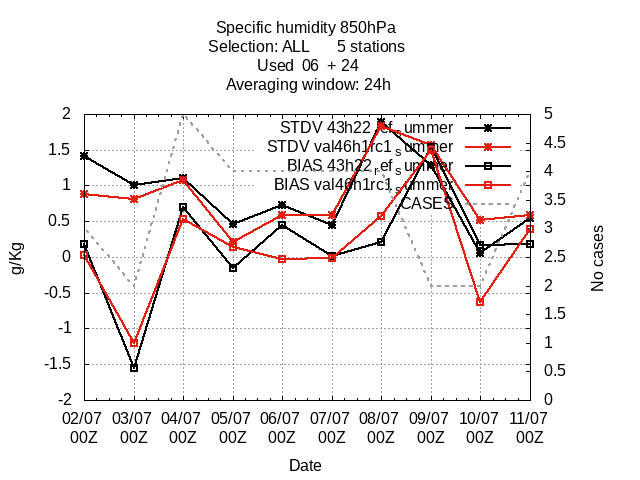 Specific humidity 850hPa
Selection: ALL 5 stations
Used 06 + 24
Averaging window: 24h
STDV 43h22_ref_summer
STDV val46h1rc1_summer
BIAS 43h22_ref_summer
BIAS val46h1rc1_summer
CASES
g/Kg
2
1.5
1
0.5
0
-0.5
-1
-1.5
-2
No cases
5
4.5
4
3.5
3
2.5
2
1.5
1
0.5
0
02/07 03/07 04/07 05/07 06/07 07/07 08/07 09/07 10/07 11/07
00Z 00Z 00Z 00Z 00Z 00Z 00Z 00Z 00Z 00Z
Date